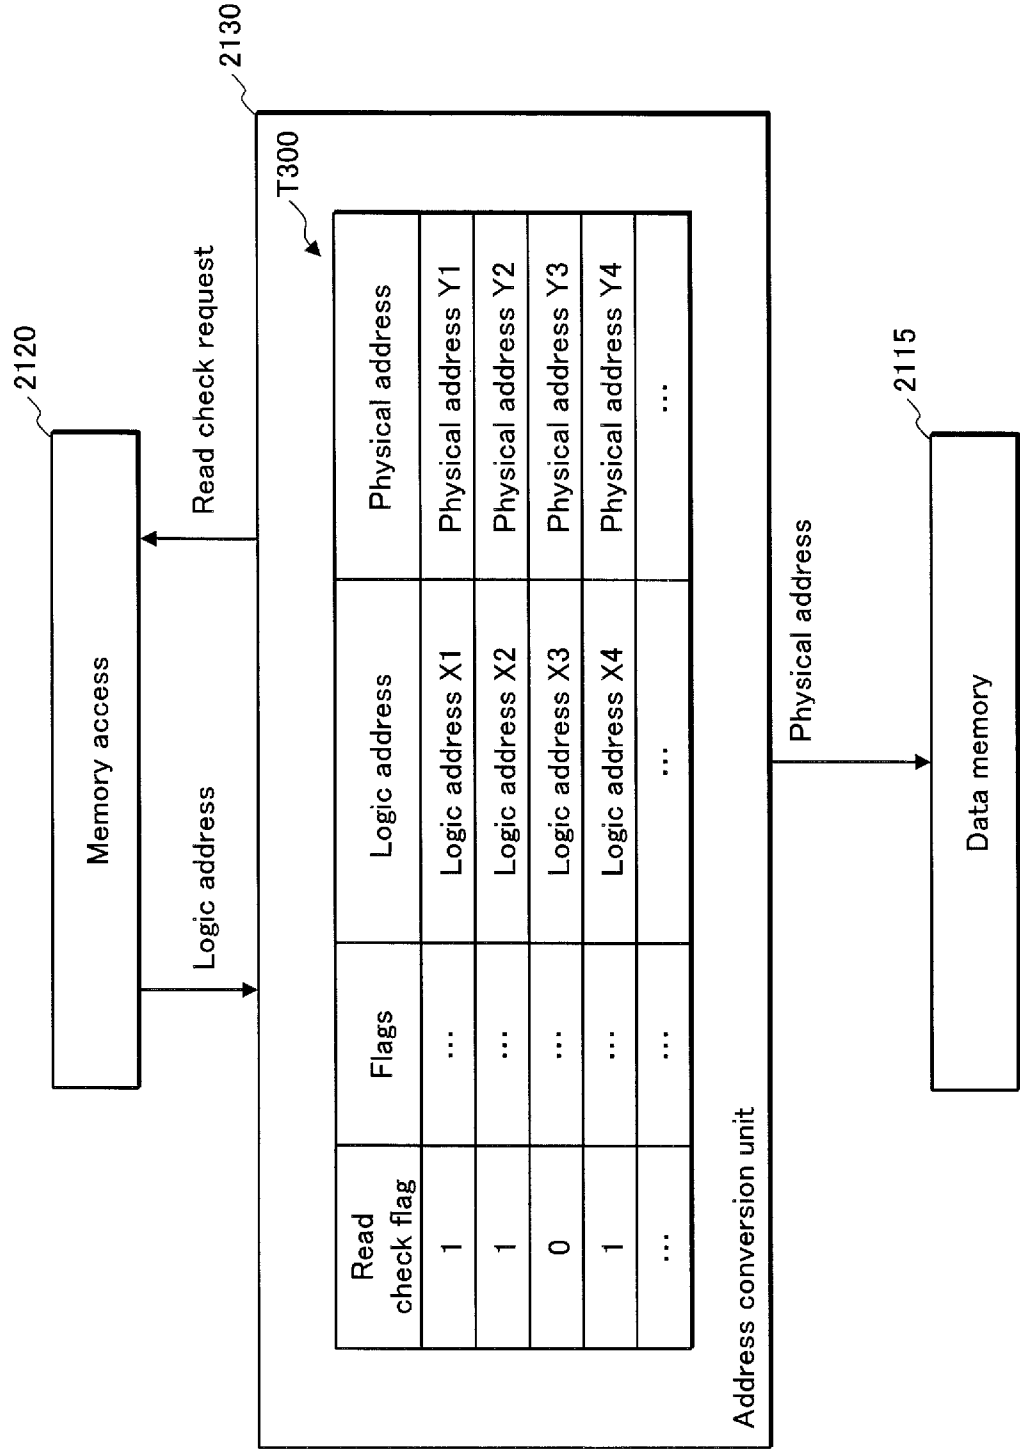 2120
Memory access
Logic address
Read check request
2130
T300
Read
check flag
Flags
Logic address
Physical address
1
...
Logic address X1
Physical address Y1
1
...
Logic address X2
Physical address Y2
0
...
Logic address X3
Physical address Y3
1
...
Logic address X4
Physical address Y4
...
...
...
...
Address conversion unit
Physical address
2115
Data memory